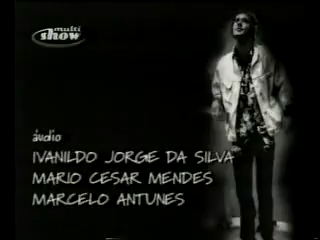 multi
show
áudio
IVANILDO JORGE DA SILVA
MARIO CESAR MENDES
MARCELO ANTUNES